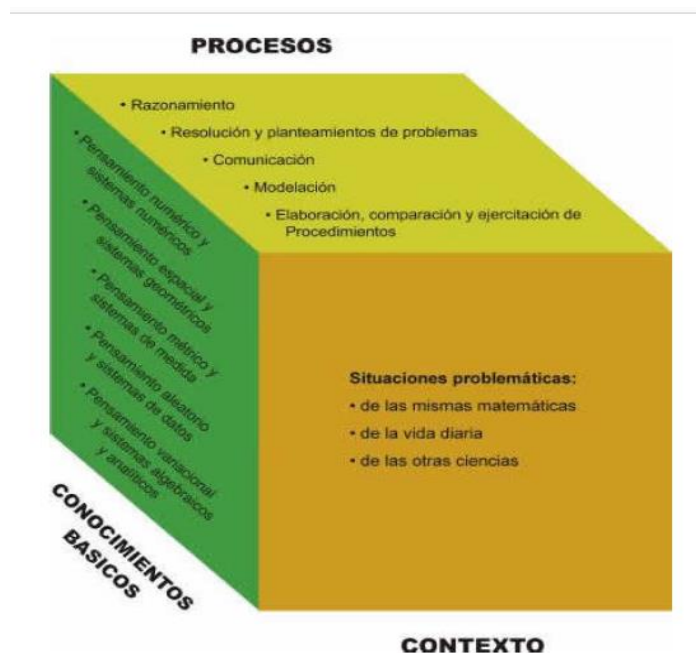 PROCESOS
• Razonamiento
• Resolución y planteamientos de problemas
• Comunicación
• Modelación
• Elaboración, comparación y ejercitación de
Procedimientos
• Pensamiento numérico y
sistemas numéricos
• Pensamiento espacial y
sistemas geométricos
• Pensamiento métrico y
sistemas de medida
• Pensamiento aleatorio
y sistemas de datos
• Pensamiento variacional
y sistemas algebraicos
y analíticos
Situaciones problemáticas:
• de las mismas matemáticas
• de la vida diaria
• de las otras ciencias
CONOCIMIENTOS
BASICOS
CONTEXTO